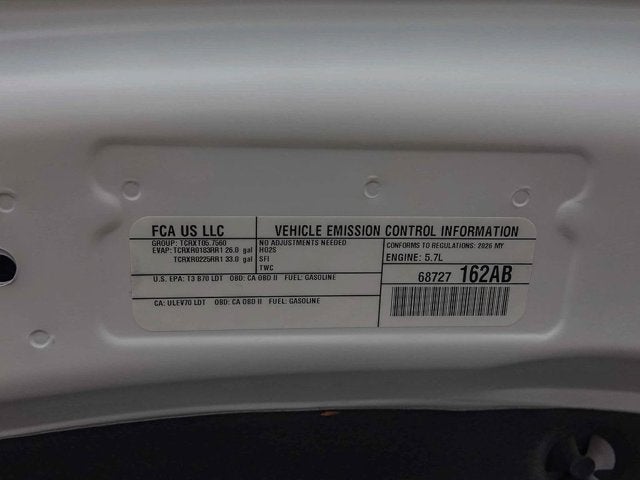 FCA US LLC
GROUP: TCRXT05.7560
EVAP: TCRXR0183RR1 26.0 gal
TCRXR0225RR1 33.0 gal
VEHICLE EMISSION CONTROL INFORMATION
NO ADJUSTMENTS NEEDED
HO2S
SFI
TWC
CONFORMS TO REGULATIONS: 2026 MY
ENGINE: 5.7L
U.S. EPA: T3 B70 LDT OBD: CA OBD II FUEL: GASOLINE
68727 162AB
CA: ULEV70 LDT OBD: CA OBD II FUEL: GASOLINE